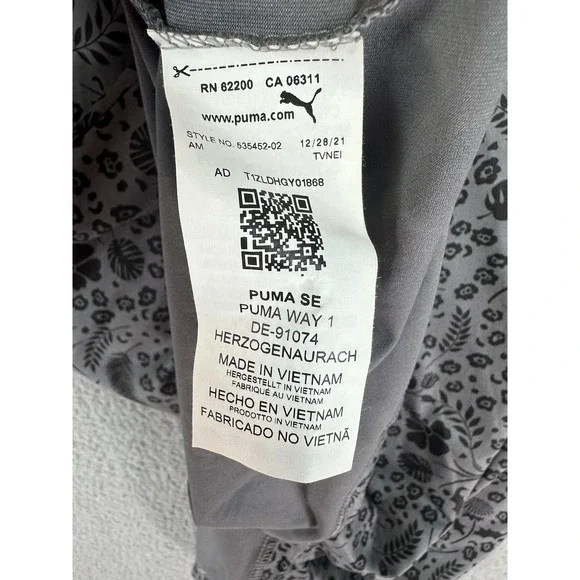 RN 62200 CA 06311
www.puma.com
STYLE NO. 535452-02 12/28/21
AM TVNEI
AD T1ZLDHGY01868
PUMA SE
PUMA WAY 1
DE-91074
HERZOGENAURACH
MADE IN VIETNAM
HERGESTELLT IN VIETNAM
FABRIQUÉ AU VIETNAM
HECHO EN VIETNAM
PRODOTTO IN VIETNAM
FABRICADO NO VIETNÃ